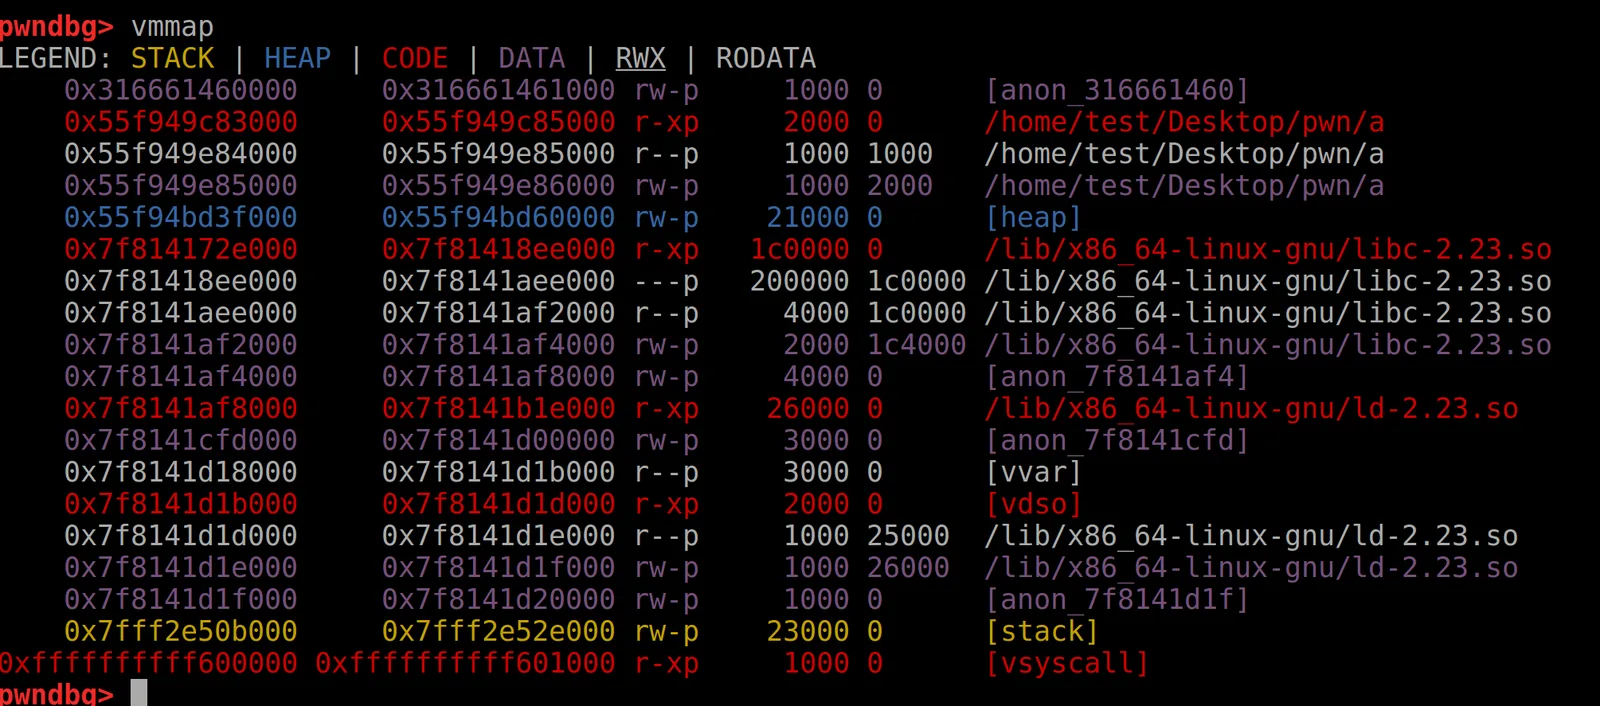 pwndbg> vmmap
LEGEND: STACK | HEAP | CODE | DATA | RWX | RODATA
0x316661460000 0x316661461000 rw-p 1000 0 [anon_316661460]
0x55f949c83000 0x55f949c85000 r-xp 2000 0 /home/test/Desktop/pwn/a
0x55f949e84000 0x55f949e85000 r--p 1000 1000 /home/test/Desktop/pwn/a
0x55f949e85000 0x55f949e86000 rw-p 1000 2000 /home/test/Desktop/pwn/a
0x55f94bd3f000 0x55f94bd60000 rw-p 21000 0 [heap]
0x7f814172e000 0x7f81418ee000 r-xp 1c0000 0 /lib/x86_64-linux-gnu/libc-2.23.so
0x7f81418ee000 0x7f8141aee000 ---p 200000 1c0000 /lib/x86_64-linux-gnu/libc-2.23.so
0x7f8141aee000 0x7f8141af2000 r--p 4000 1c0000 /lib/x86_64-linux-gnu/libc-2.23.so
0x7f8141af2000 0x7f8141af4000 rw-p 2000 1c4000 /lib/x86_64-linux-gnu/libc-2.23.so
0x7f8141af4000 0x7f8141af8000 rw-p 4000 0 [anon_7f8141af4]
0x7f8141af8000 0x7f8141b1e000 r-xp 26000 0 /lib/x86_64-linux-gnu/ld-2.23.so
0x7f8141cfd000 0x7f8141d00000 rw-p 3000 0 [anon_7f8141cfd]
0x7f8141d18000 0x7f8141d1b000 r--p 3000 0 [vvar]
0x7f8141d1b000 0x7f8141d1d000 r-xp 2000 0 [vdso]
0x7f8141d1d000 0x7f8141d1e000 r--p 1000 25000 /lib/x86_64-linux-gnu/ld-2.23.so
0x7f8141d1e000 0x7f8141d1f000 rw-p 1000 26000 /lib/x86_64-linux-gnu/ld-2.23.so
0x7f8141d1f000 0x7f8141d20000 rw-p 1000 0 [anon_7f8141d1f]
0x7fff2e50b000 0x7fff2e52e000 rw-p 23000 0 [stack]
0xffffffffff600000 0xffffffffff601000 r-xp 1000 0 [vsyscall]
pwndbg>